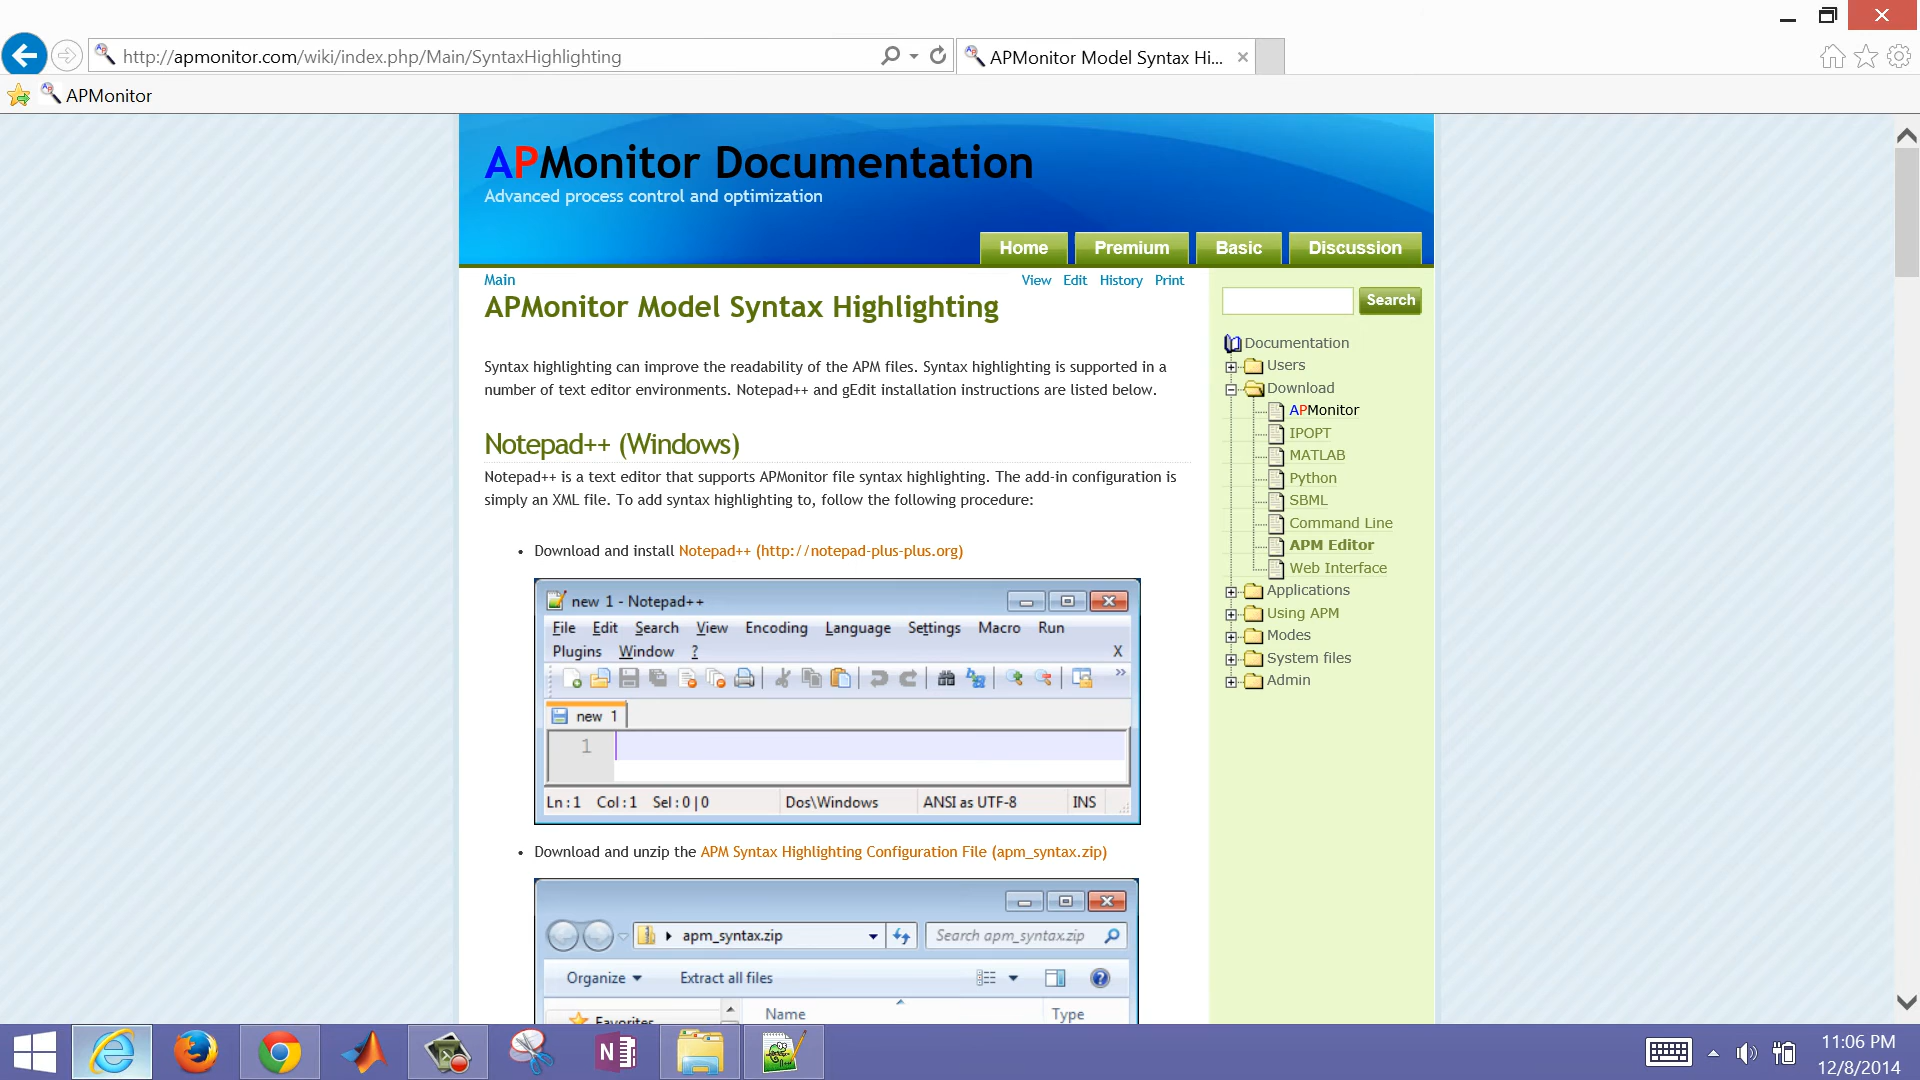 http://apmonitor.com/wiki/index.php/Main/SyntaxHighlighting
APMonitor Model Syntax Hi...
APMonitor
APMonitor Documentation
Advanced process control and optimization
Home Premium Basic Discussion
Main
View Edit History Print
APMonitor Model Syntax Highlighting
Syntax highlighting can improve the readability of the APM files. Syntax highlighting is supported in a
number of text editor environments. Notepad++ and gEdit installation instructions are listed below.
Notepad++ (Windows)
Notepad++ is a text editor that supports APMonitor file syntax highlighting. The add-in configuration is
simply an XML file. To add syntax highlighting to, follow the following procedure:
• Download and install Notepad++ (http://notepad-plus-plus.org)
new 1 - Notepad++
File Edit Search View Encoding Language Settings Macro Run
Plugins Window ? X
new 1
1
Ln : 1 Col : 1 Sel : 0 | 0 Dos\Windows ANSI as UTF-8 INS
• Download and unzip the APM Syntax Highlighting Configuration File (apm_syntax.zip)
apm_syntax.zip
Search apm_syntax.zip
Organize Extract all files
Favorites
Name Type
Search
Documentation
Users
Download
APMonitor
IPOPT
MATLAB
Python
SBML
Command Line
APM Editor
Web Interface
Applications
Using APM
Modes
System files
Admin
11:06 PM
12/8/2014